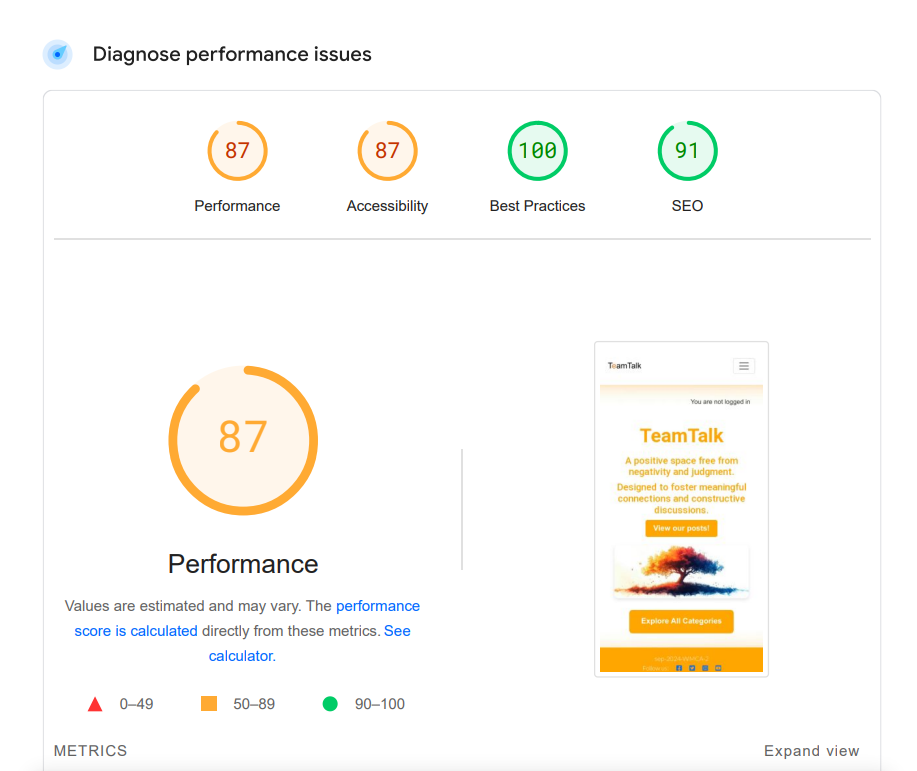 Diagnose performance issues
87
87
100
91
Performance
Accessibility
Best Practices
SEO
87
Performance
Values are estimated and may vary. The performance
score is calculated directly from these metrics. See
calculator.
0–49
50–89
90–100
TeamTalk
You are not logged in
TeamTalk
A positive space free from
negativity and judgment.
Designed to foster meaningful
connections and constructive
discussions.
View our posts!
Explore All Categories
METRICS
Expand view